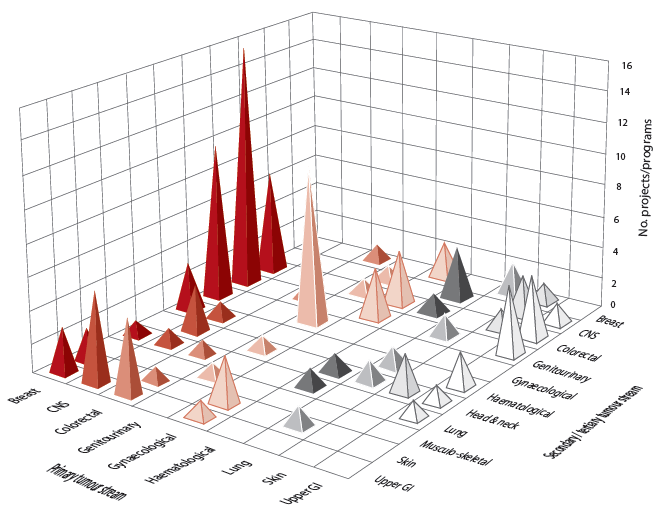 16
14
12
10
8
6
4
2
0
No. projects/programs
Breast
CNS
Colorectal
Genitourinary
Gynaecological
Haematological
Lung
Skin
Upper GI
Primary tumour stream
Breast
CNS
Colorectal
Genitourinary
Gynaecological
Haematological
Head & neck
Lung
Musculo-skeletal
Skin
Upper GI
Secondary / tertiary tumour stream